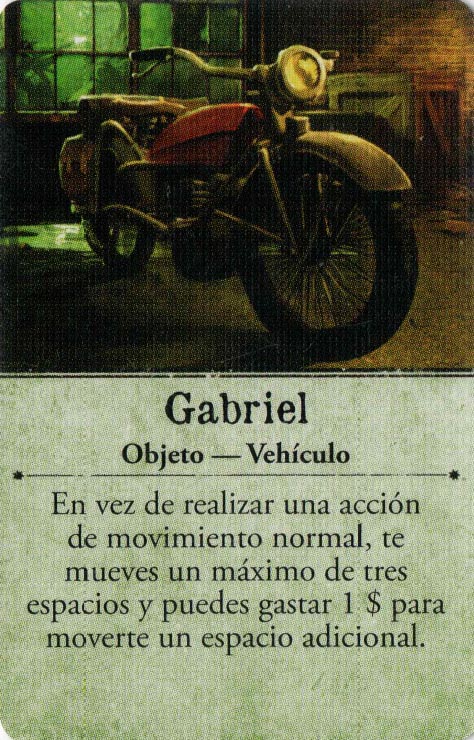 Gabriel
Objeto — Vehículo
En vez de realizar una acción
de movimiento normal, te
mueves un máximo de tres
espacios y puedes gastar 1 $ para
moverte un espacio adicional.